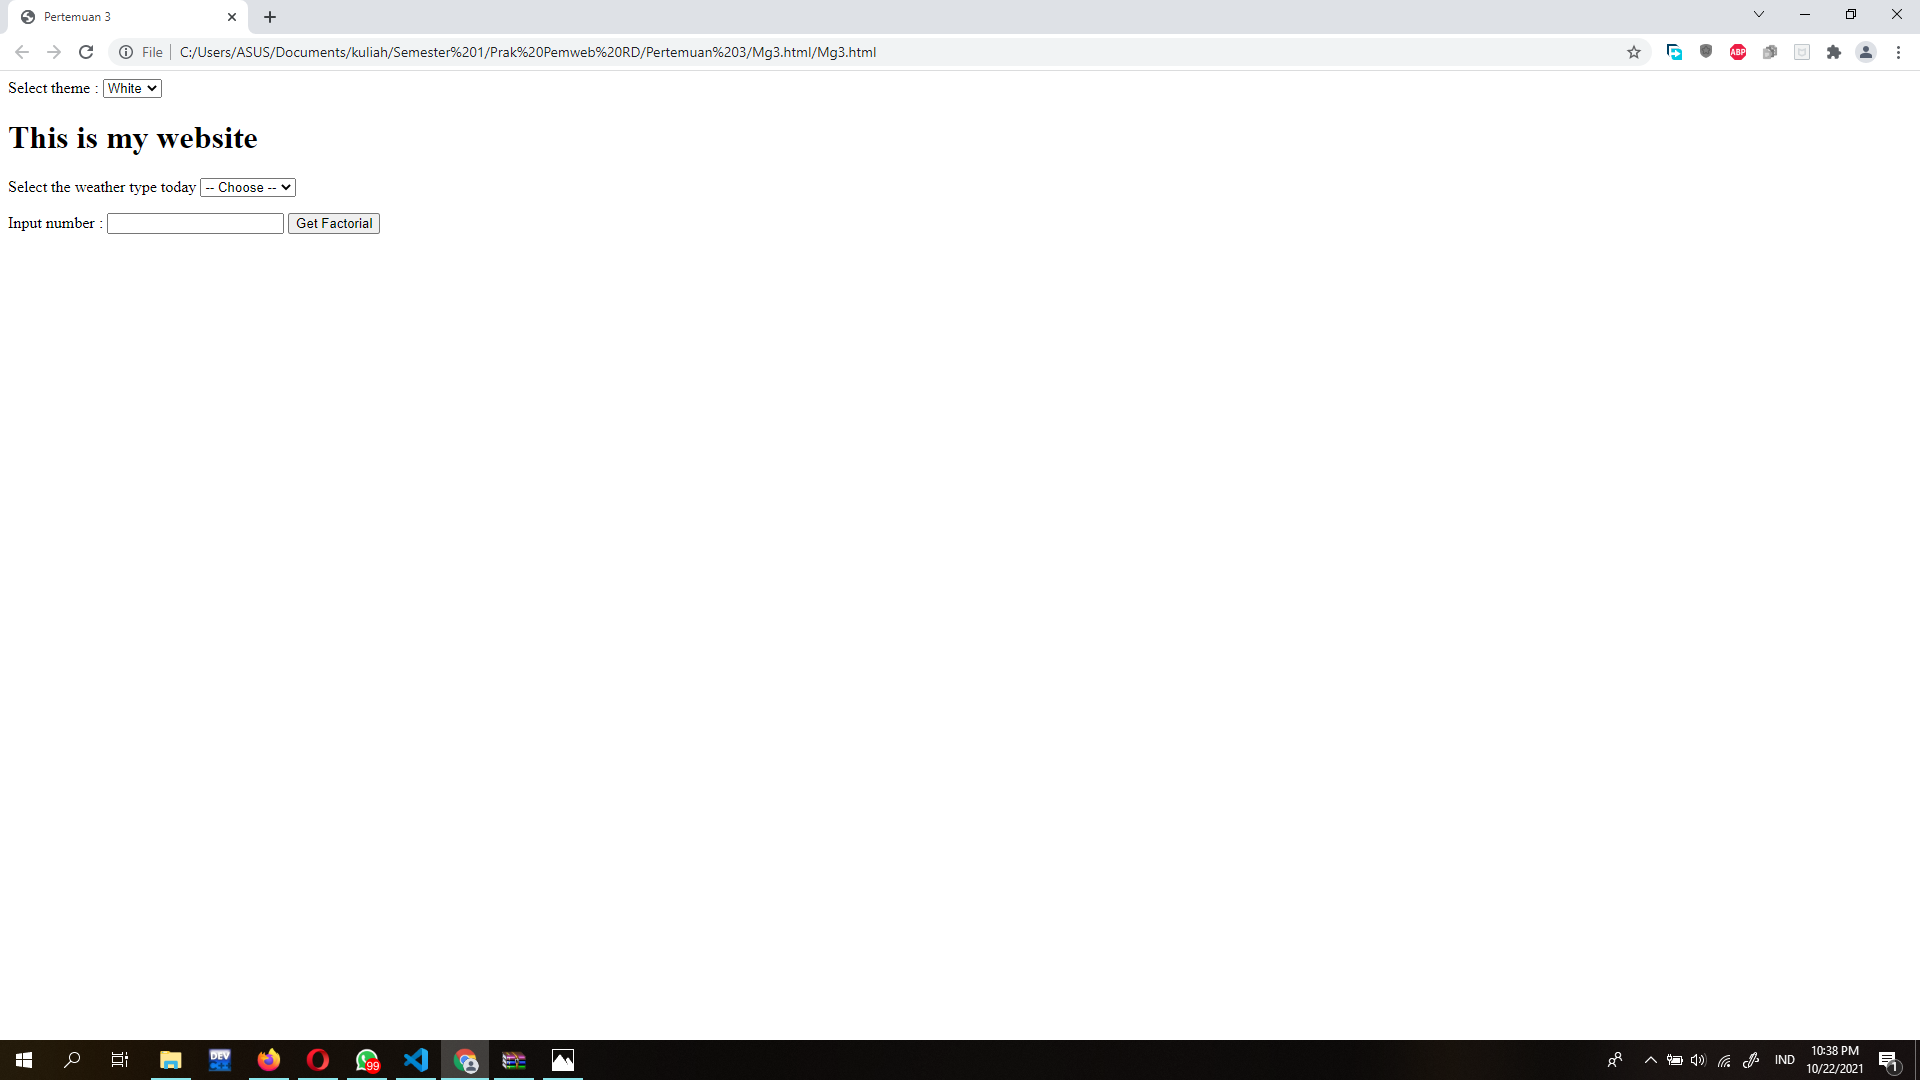 Pertemuan 3
File
C:/Users/ASUS/Documents/kuliah/Semester%201/Prak%20Pemweb%20RD/Pertemuan%203/Mg3.html/Mg3.html
ABP
Select theme : White
This is my website
Select the weather type today -- Choose --
Input number : Get Factorial
DEV
99
IND
10:38 PM
10/22/2021
1